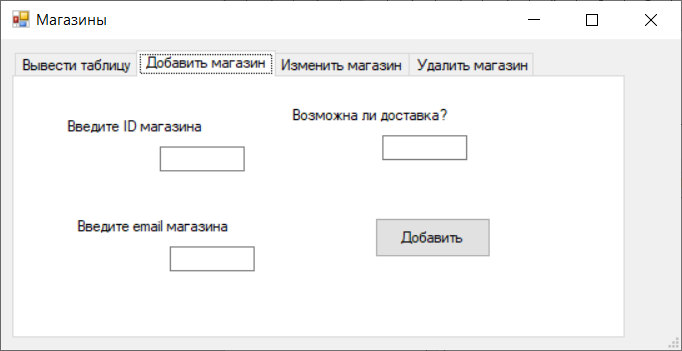 Магазины
Вывести таблицу Добавить магазин Изменить магазин Удалить магазин
Возможна ли доставка?
Введите ID магазина
Введите email магазина
Добавить